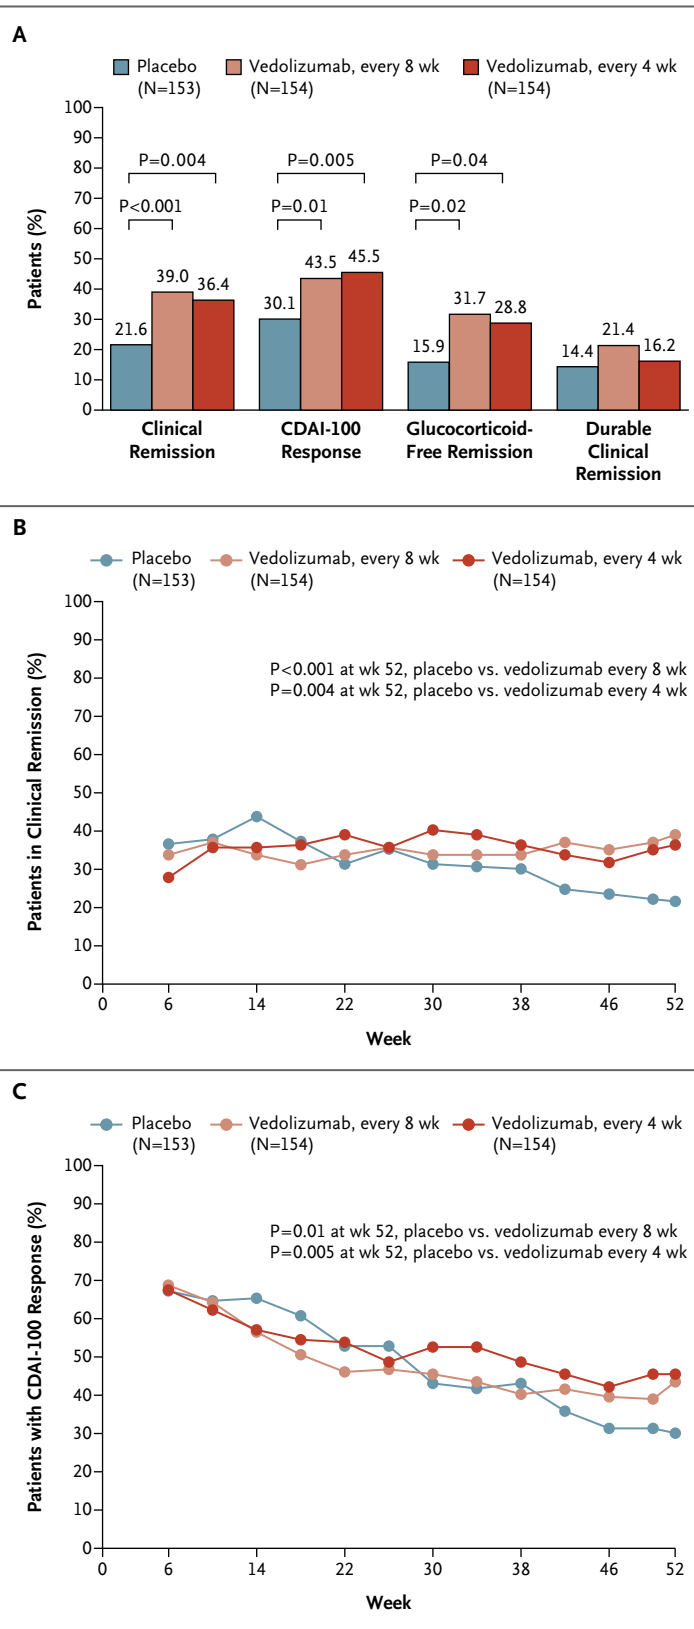 A
Placebo
(N=153)
Vedolizumab, every 8 wk
(N=154)
Vedolizumab, every 4 wk
(N=154)
Patients (%)
100
90
80
70
60
50
40
30
20
10
0
P=0.004
P<0.001
P=0.005
P=0.01
P=0.04
P=0.02
21.6
39.0
36.4
30.1
43.5
45.5
15.9
31.7
28.8
14.4
21.4
16.2
Clinical
Remission
CDAI-100
Response
Glucocorticoid-
Free Remission
Durable
Clinical
Remission
B
Placebo
(N=153)
Vedolizumab, every 8 wk
(N=154)
Vedolizumab, every 4 wk
(N=154)
Patients in Clinical Remission (%)
100
90
80
70
60
50
40
30
20
10
0
P<0.001 at wk 52, placebo vs. vedolizumab every 8 wk
P=0.004 at wk 52, placebo vs. vedolizumab every 4 wk
0
6
14
22
30
38
46
52
Week
C
Placebo
(N=153)
Vedolizumab, every 8 wk
(N=154)
Vedolizumab, every 4 wk
(N=154)
Patients with CDAI-100 Response (%)
100
90
80
70
60
50
40
30
20
10
0
P=0.01 at wk 52, placebo vs. vedolizumab every 8 wk
P=0.005 at wk 52, placebo vs. vedolizumab every 4 wk
0
6
14
22
30
38
46
52
Week